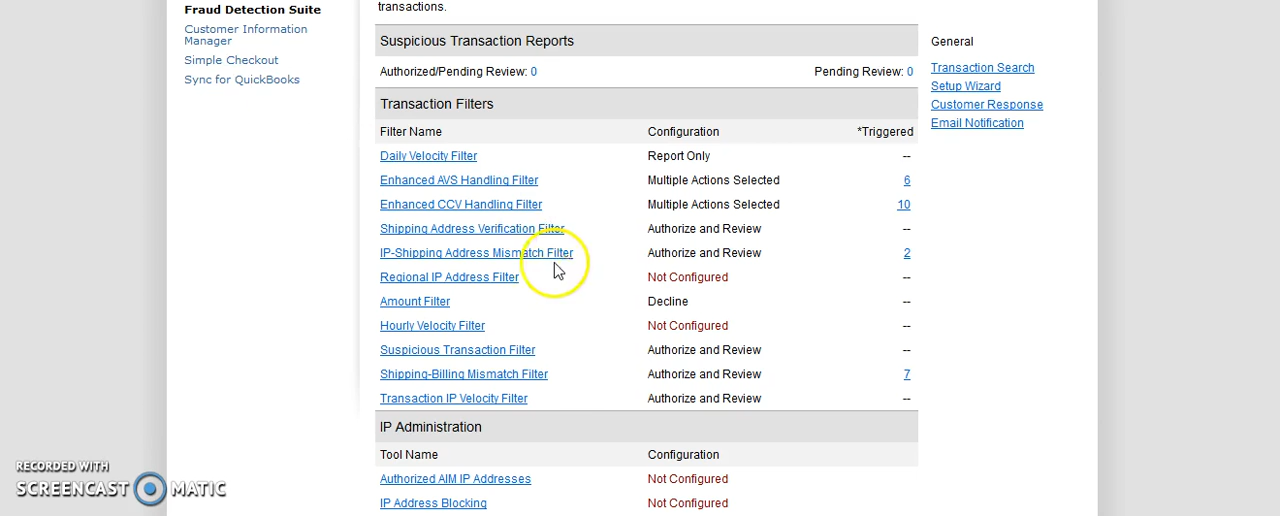 Fraud Detection Suite
Customer Information
Manager
Simple Checkout
Sync for QuickBooks
transactions.
Suspicious Transaction Reports
Authorized/Pending Review: 0 Pending Review: 0
Transaction Filters
Filter Name Configuration *Triggered
Daily Velocity Filter Report Only --
Enhanced AVS Handling Filter Multiple Actions Selected 6
Enhanced CCV Handling Filter Multiple Actions Selected 10
Shipping Address Verification Filter Authorize and Review --
IP-Shipping Address Mismatch Filter Authorize and Review 2
Regional IP Address Filter Not Configured --
Amount Filter Decline --
Hourly Velocity Filter Not Configured --
Suspicious Transaction Filter Authorize and Review --
Shipping-Billing Mismatch Filter Authorize and Review 7
Transaction IP Velocity Filter Authorize and Review --
IP Administration
Tool Name Configuration
Authorized AIM IP Addresses Not Configured
IP Address Blocking Not Configured
General
Transaction Search
Setup Wizard
Customer Response
Email Notification
RECORDED WITH
SCREENCAST MATIC